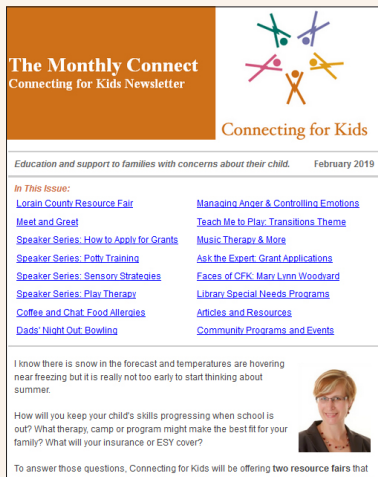 The Monthly Connect
Connecting for Kids Newsletter
Connecting for Kids
Education and support to families with concerns about their child. February 2019
In This Issue:
Lorain County Resource Fair
Meet and Greet
Speaker Series: How to Apply for Grants
Speaker Series: Potty Training
Speaker Series: Sensory Strategies
Speaker Series: Play Therapy
Coffee and Chat: Food Allergies
Dads' Night Out: Bowling
Managing Anger & Controlling Emotions
Teach Me to Play: Transitions Theme
Music Therapy & More
Ask the Expert: Grant Applications
Faces of CFK: Mary Lynn Woodyard
Library Special Needs Programs
Articles and Resources
Community Programs and Events
I know there is snow in the forecast and temperatures are hovering
near freezing but it is really not too early to start thinking about
summer.
How will you keep your child's skills progressing when school is
out? What therapy, camp or program might make the best fit for your
family? What will your insurance or ESY cover?
To answer those questions, Connecting for Kids will be offering two resource fairs that